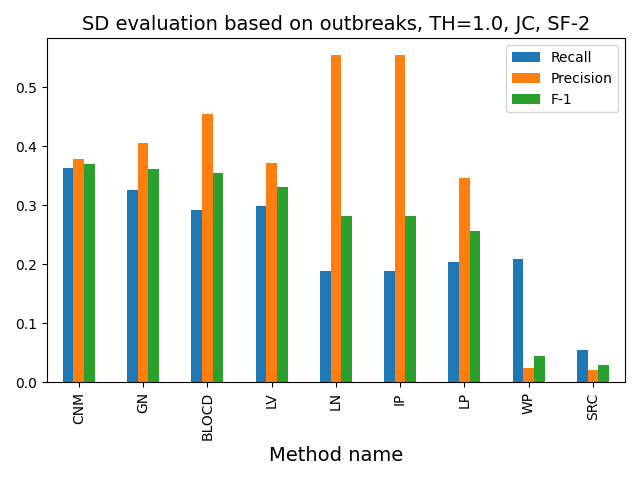 SD evaluation based on outbreaks, TH=1.0, JC, SF-2
Recall
Precision
F-1
0.5
0.4
0.3
0.2
0.1
0.0
CNM
GN
BLOCD
LV
LN
IP
LP
WP
SRC
Method name